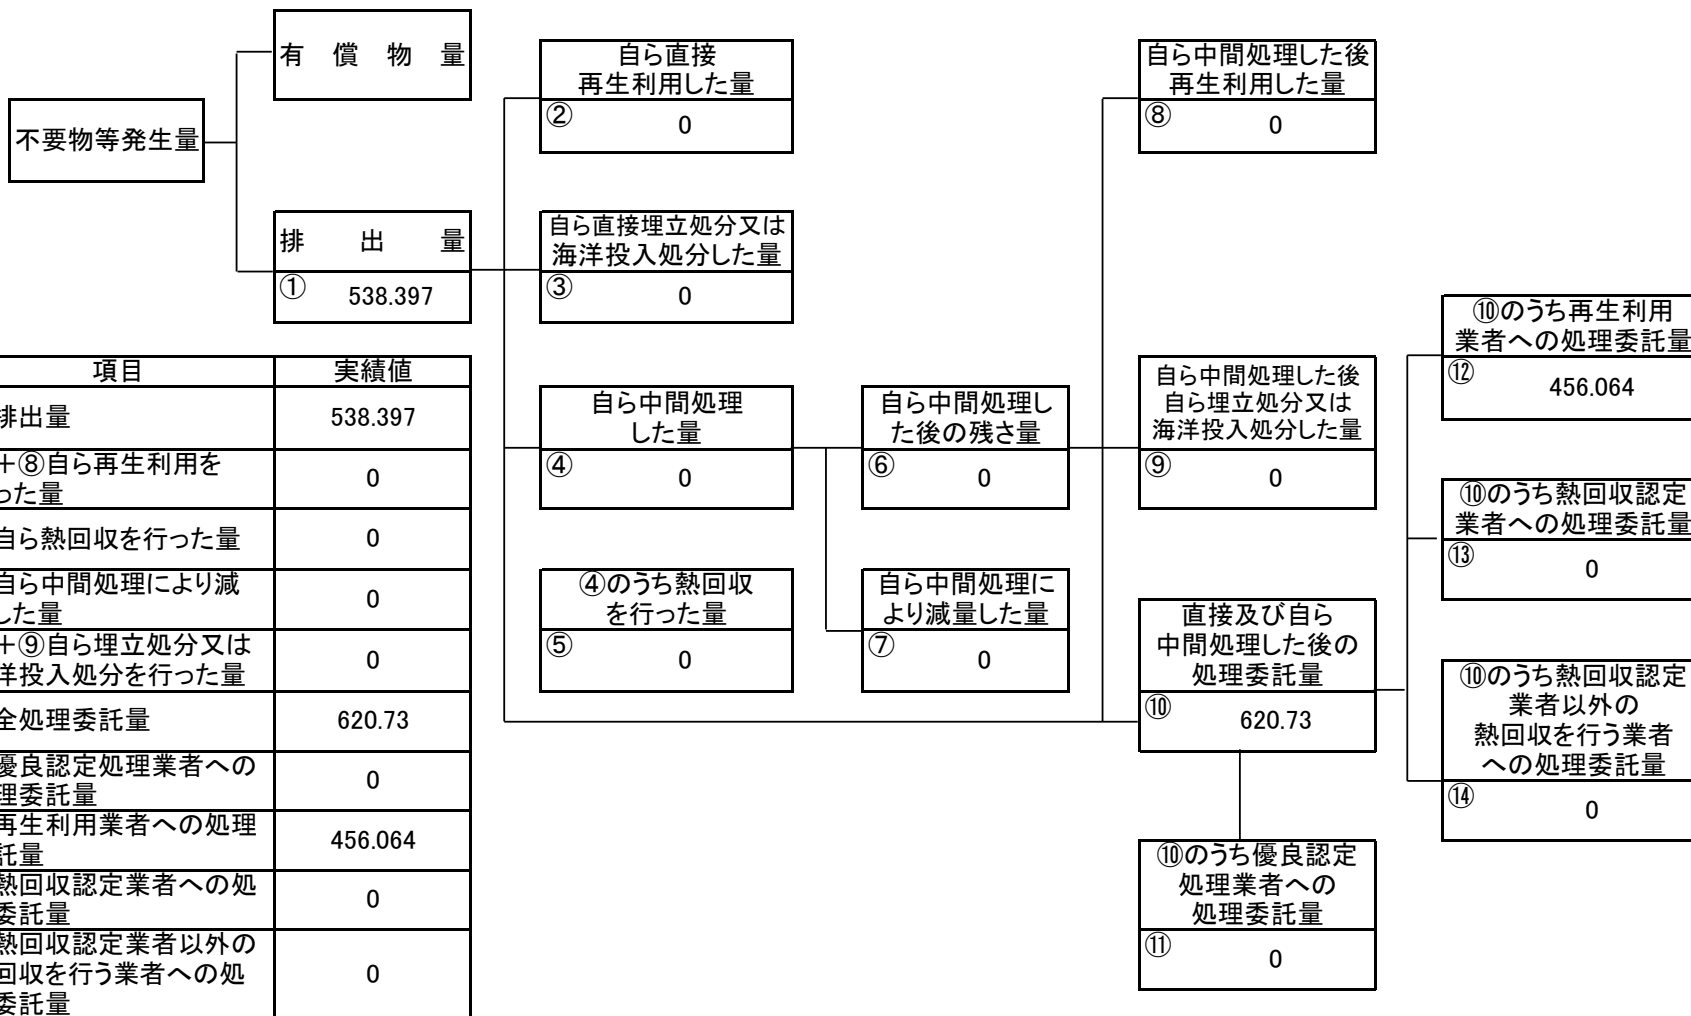 有償物量
不要物等発生量
排出量
① 538.397
自ら直接
再生利用した量
② 0
自ら直接埋立処分又は
海洋投入処分した量
③ 0
自ら中間処理
した量
④ 0
④のうち熱回収
を行った量
⑤ 0
自ら中間処理し
た後の残さ量
⑥ 0
自ら中間処理に
より減量した量
⑦ 0
自ら中間処理した後
再生利用した量
⑧ 0
自ら中間処理した後
自ら埋立処分又は
海洋投入処分した量
⑨ 0
直接及び自ら
中間処理した後の
処理委託量
⑩ 620.73
⑩のうち優良認定
処理業者への
処理委託量
⑪ 0
⑩のうち再生利用
業者への処理委託量
⑫ 456.064
⑩のうち熱回収認定
業者への処理委託量
⑬ 0
⑩のうち熱回収認定
業者以外の
熱回収を行う業者
への処理委託量
⑭ 0
項目 実績値
排出量 538.397
+⑧自ら再生利用を
った量 0
自ら熱回収を行った量 0
自ら中間処理により減
した量 0
+⑨自ら埋立処分又は
洋投入処分を行った量 0
全処理委託量 620.73
優良認定処理業者への
理委託量 0
再生利用業者への処理
託量 456.064
熱回収認定業者への処
委託量 0
熱回収認定業者以外の
回収を行う業者への処
委託量 0